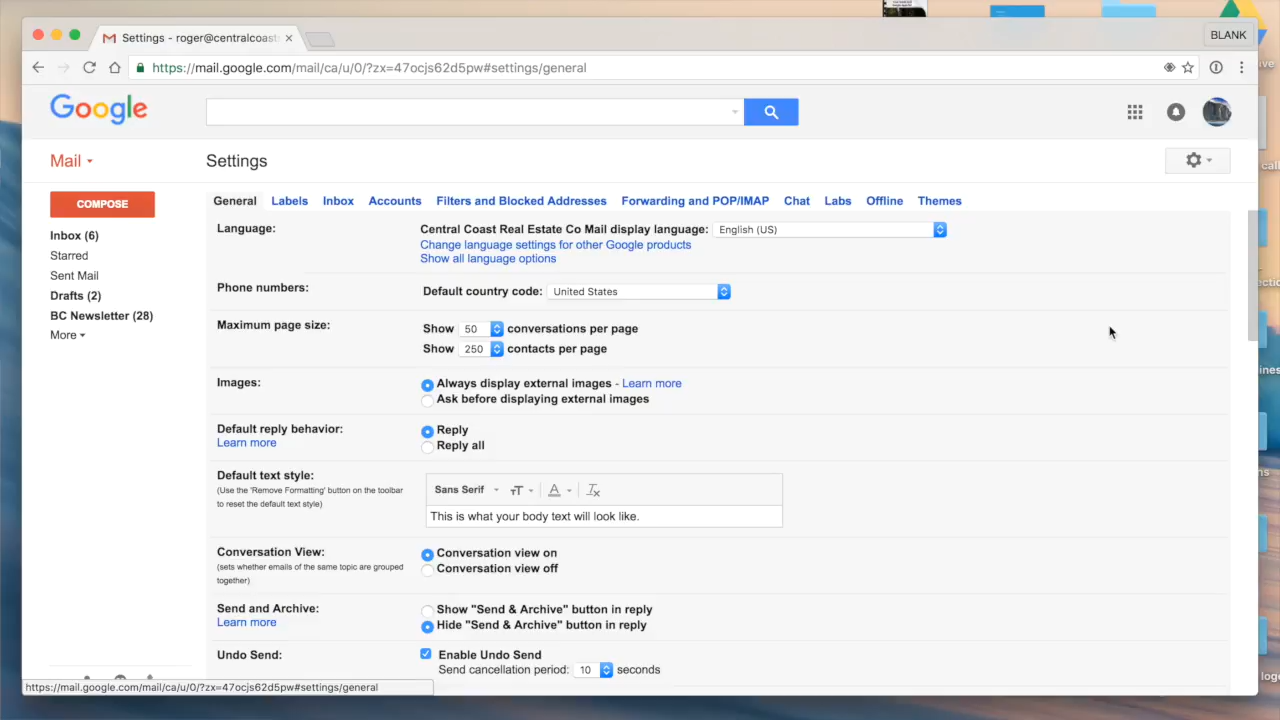 Settings - roger@centralcoast
BLANK
https://mail.google.com/mail/ca/u/0/?zx=47ocjs62d5pw#settings/general
Google
Mail
Settings
COMPOSE
General Labels Inbox Accounts Filters and Blocked Addresses Forwarding and POP/IMAP Chat Labs Offline Themes
Inbox (6)
Starred
Sent Mail
Drafts (2)
BC Newsletter (28)
More
Language:
Central Coast Real Estate Co Mail display language: English (US)
Change language settings for other Google products
Show all language options
Phone numbers:
Default country code: United States
Maximum page size:
Show 50 conversations per page
Show 250 contacts per page
Images:
Always display external images - Learn more
Ask before displaying external images
Default reply behavior:
Learn more
Reply
Reply all
Default text style:
(Use the 'Remove Formatting' button on the toolbar
to reset the default text style)
Sans Serif
This is what your body text will look like.
Conversation View:
(sets whether emails of the same topic are grouped
together)
Conversation view on
Conversation view off
Send and Archive:
Learn more
Show "Send & Archive" button in reply
Hide "Send & Archive" button in reply
Undo Send:
Enable Undo Send
Send cancellation period: 10 seconds
https://mail.google.com/mail/ca/u/0/?zx=47ocjs62d5pw#settings/general